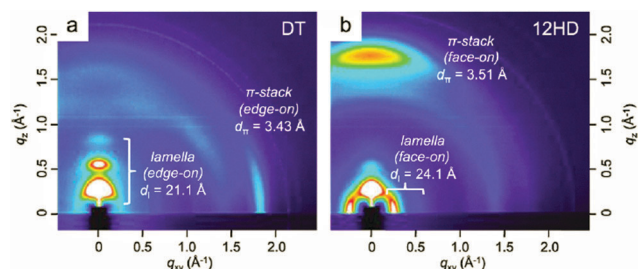 a
DT
2.0
1.5
1.0
0.5
0
qz (Å-1)
π-stack
(edge-on)
dπ = 3.43 Å
lamella
(edge-on)
dl = 21.1 Å
0
0.5
1.0
1.5
2.0
qxy (Å-1)
b
12HD
π-stack
(face-on)
dπ = 3.51 Å
lamella
(face-on)
dl = 24.1 Å
2.0
1.5
1.0
0.5
0
qz (Å-1)
0
0.5
1.0
1.5
2.0
qxy (Å-1)